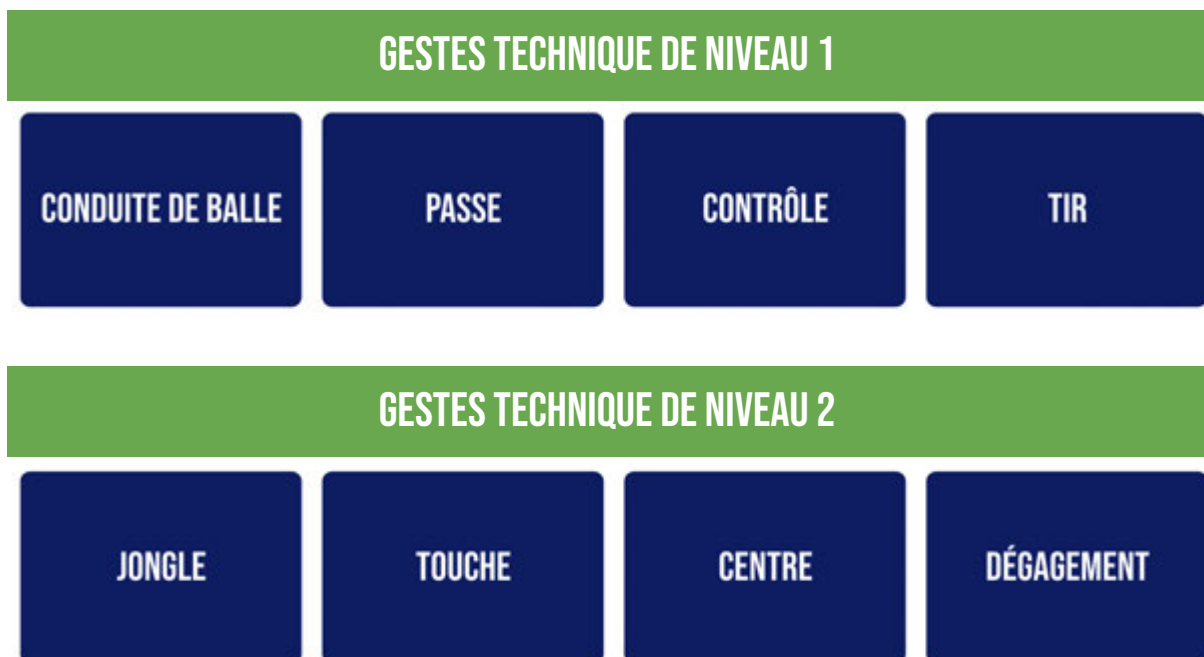 GESTES TECHNIQUE DE NIVEAU 1
CONDUITE DE BALLE
PASSE
CONTRÔLE
TIR
GESTES TECHNIQUE DE NIVEAU 2
JONGLE
TOUCHE
CENTRE
DÉGAGEMENT